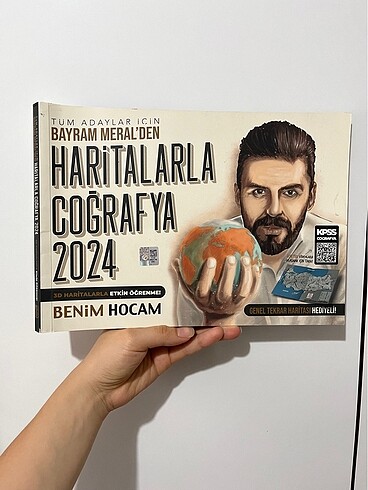 TÜM ADAYLAR İÇİN
BAYRAM MERAL'DEN
HARİTALARLA
COĞRAFYA
2024
3D HARİTALARLA ETKİN ÖĞRENME!
BENİM HOCAM
KPSS
COĞRAFYA
GENEL TEKRAR HARİTASI HEDİYELİ!